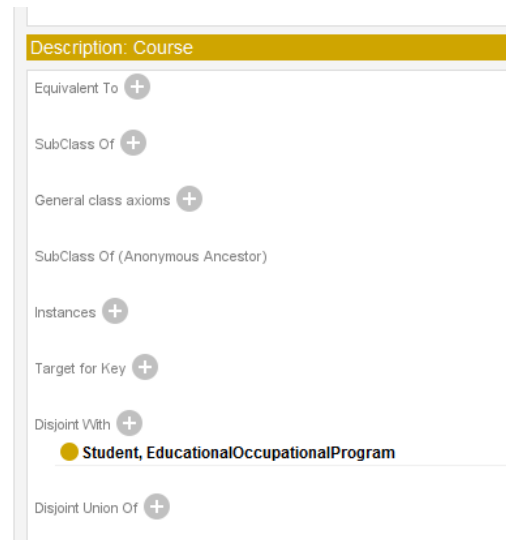 Description: Course
Equivalent To
SubClass Of
General class axioms
SubClass Of (Anonymous Ancestor)
Instances
Target for Key
Disjoint With
Student, EducationalOccupationalProgram
Disjoint Union Of